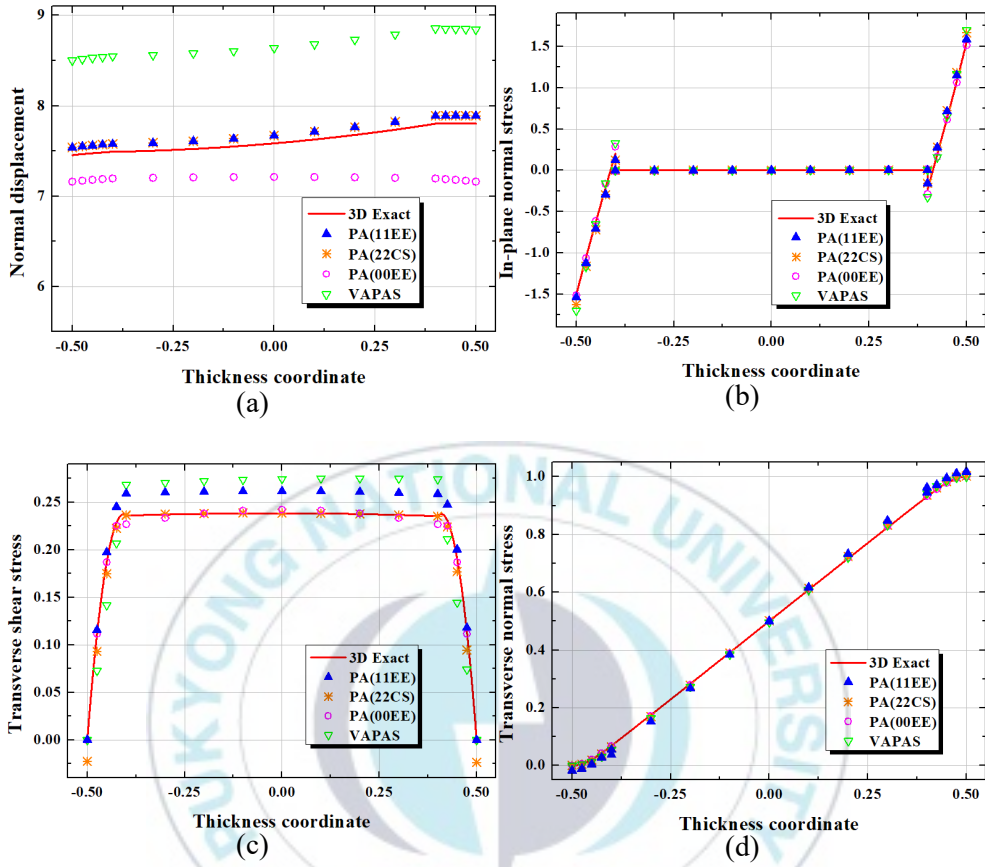 Normal displacement
9
8
7
6
3D Exact
PA(11EE)
PA(22CS)
PA(00EE)
VAPAS
-0.50 -0.25 0.00 0.25 0.50
Thickness coordinate
(a)
In-plane normal stress
1.5
1.0
0.5
0.0
-0.5
-1.0
-1.5
3D Exact
PA(11EE)
PA(22CS)
PA(00EE)
VAPAS
-0.50 -0.25 0.00 0.25 0.50
Thickness coordinate
(b)
Transverse shear stress
0.25
0.20
0.15
0.10
0.05
0.00
3D Exact
PA(11EE)
PA(22CS)
PA(00EE)
VAPAS
-0.50 -0.25 0.00 0.25 0.50
Thickness coordinate
(c)
Transverse normal stress
1.0
0.8
0.6
0.4
0.2
0.0
3D Exact
PA(11EE)
PA(22CS)
PA(00EE)
VAPAS
-0.50 -0.25 0.00 0.25 0.50
Thickness coordinate
(d)
PUKYONG NATIONAL UNIVERSITY